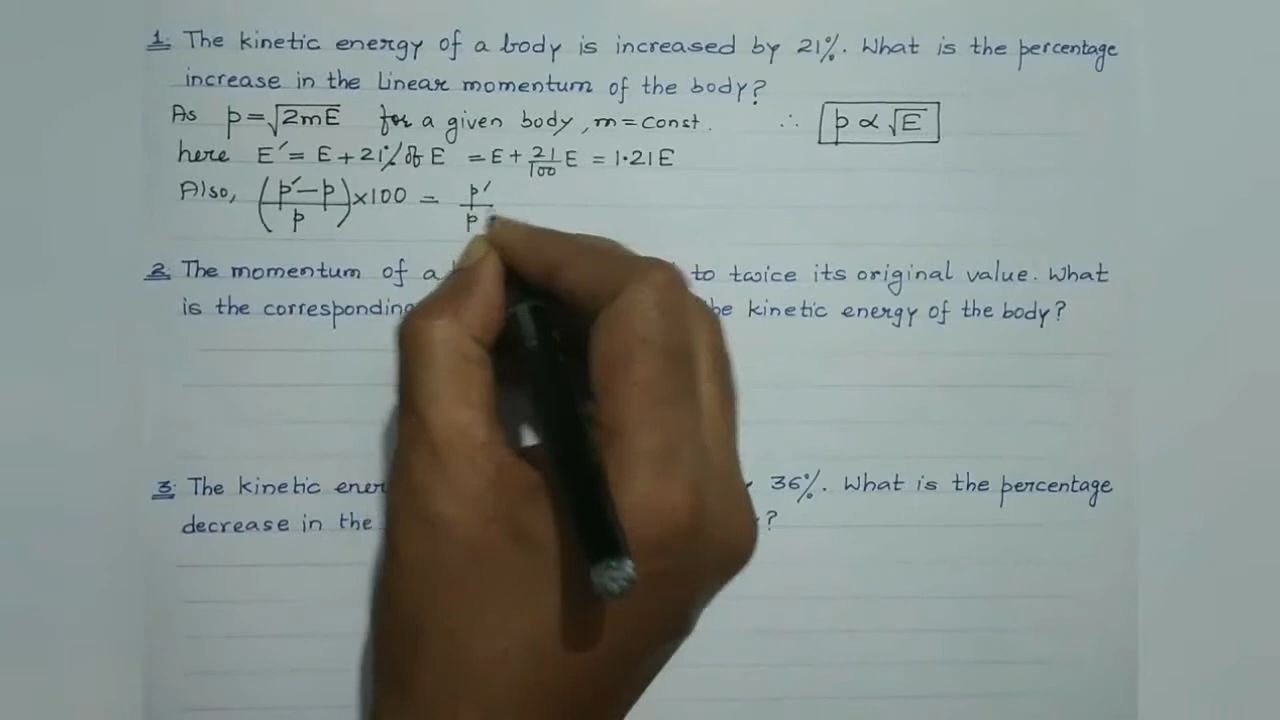 1. The kinetic energy of a body is increased by 21%. What is the percentage
increase in the Linear momentum of the body?
As p = √2mE for a given body, m = const. ∴ p ∝ √E
here E′ = E + 21% of E = E + 21/100 E = 1.21E
Also, (p′ − p / p) × 100 = p′ / p
2. The momentum of a to twice its original value. What
is the corresponding kinetic energy of the body?
3. The kinetic 36%. What is the percentage
decrease in the ?